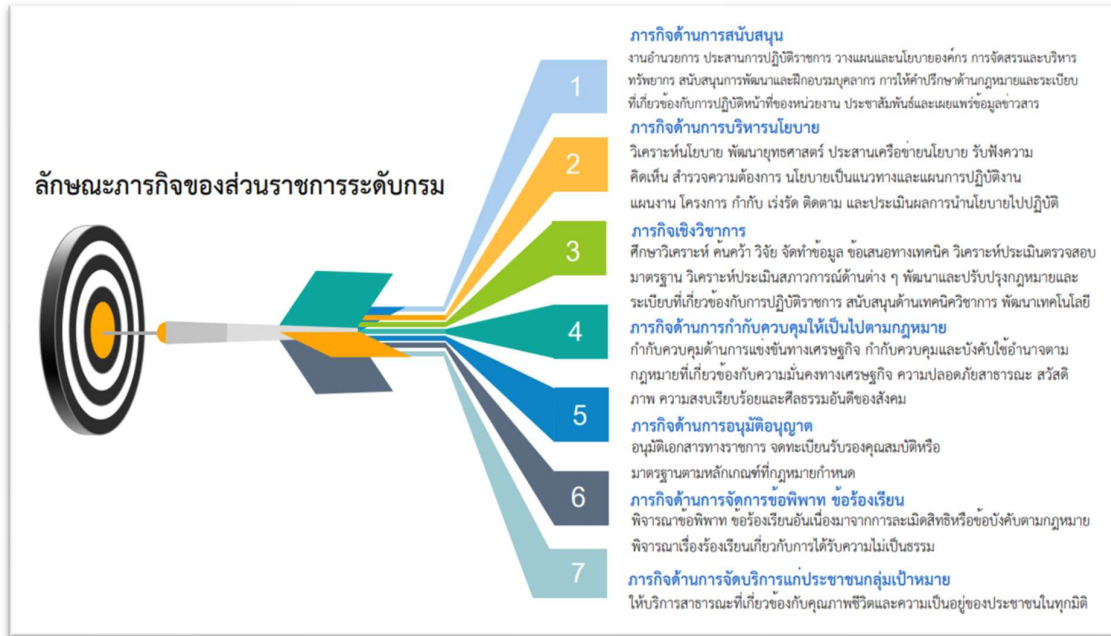 ลักษณะภารกิจของส่วนราชการระดับกรม
1
ภารกิจด้านการสนับสนุน
งานอำนวยการ ประสานการปฏิบัติราชการ วางแผนและนโยบายองค์กร การจัดสรรและบริหาร
ทรัพยากร สนับสนุนการพัฒนาและฝึกอบรมบุคลากร การให้คำปรึกษาด้านกฎหมายและระเบียบ
ที่เกี่ยวข้องกับการปฏิบัติหน้าที่ของหน่วยงาน ประชาสัมพันธ์และเผยแพร่ข้อมูลข่าวสาร
2
ภารกิจด้านการบริหารนโยบาย
วิเคราะห์นโยบาย พัฒนายุทธศาสตร์ ประสานเครือข่ายนโยบาย รับฟังความ
คิดเห็น สำรวจความต้องการ นโยบายเป็นแนวทางและแผนการปฏิบัติงาน
แผนงาน โครงการ กำกับ เร่งรัด ติดตาม และประเมินผลการนำนโยบายไปปฏิบัติ
3
ภารกิจเชิงวิชาการ
ศึกษาวิเคราะห์ ค้นคว้า วิจัย จัดทำข้อมูล ข้อเสนอทางเทคนิค วิเคราะห์ประเมินตรวจสอบ
มาตรฐาน วิเคราะห์ประเมินสภาวการณ์ด้านต่าง ๆ พัฒนาและปรับปรุงกฎหมายและ
ระเบียบที่เกี่ยวข้องกับการปฏิบัติราชการ สนับสนุนด้านเทคนิควิชาการ พัฒนาเทคโนโลยี
4
ภารกิจด้านการกำกับควบคุมให้เป็นไปตามกฎหมาย
กำกับควบคุมด้านการแข่งขันทางเศรษฐกิจ กำกับควบคุมและบังคับใช้อำนาจตาม
กฎหมายที่เกี่ยวข้องกับความมั่นคงทางเศรษฐกิจ ความปลอดภัยสาธารณะ สวัสดิ
ภาพ ความสงบเรียบร้อยและศีลธรรมอันดีของสังคม
5
ภารกิจด้านการอนุมัติอนุญาต
อนุมัติเอกสารทางราชการ จดทะเบียนรับรองคุณสมบัติหรือ
มาตรฐานตามหลักเกณฑ์ที่กฎหมายกำหนด
6
ภารกิจด้านการจัดการข้อพิพาท ข้อร้องเรียน
พิจารณาข้อพิพาท ข้อร้องเรียนอันเนื่องมาจากการละเมิดสิทธิหรือข้อบังคับตามกฎหมาย
พิจารณาเรื่องร้องเรียนเกี่ยวกับการได้รับความไม่เป็นธรรม
7
ภารกิจด้านการจัดบริการแก่ประชาชนกลุ่มเป้าหมาย
ให้บริการสาธารณะที่เกี่ยวข้องกับคุณภาพชีวิตและความเป็นอยู่ของประชาชนในทุกมิติ